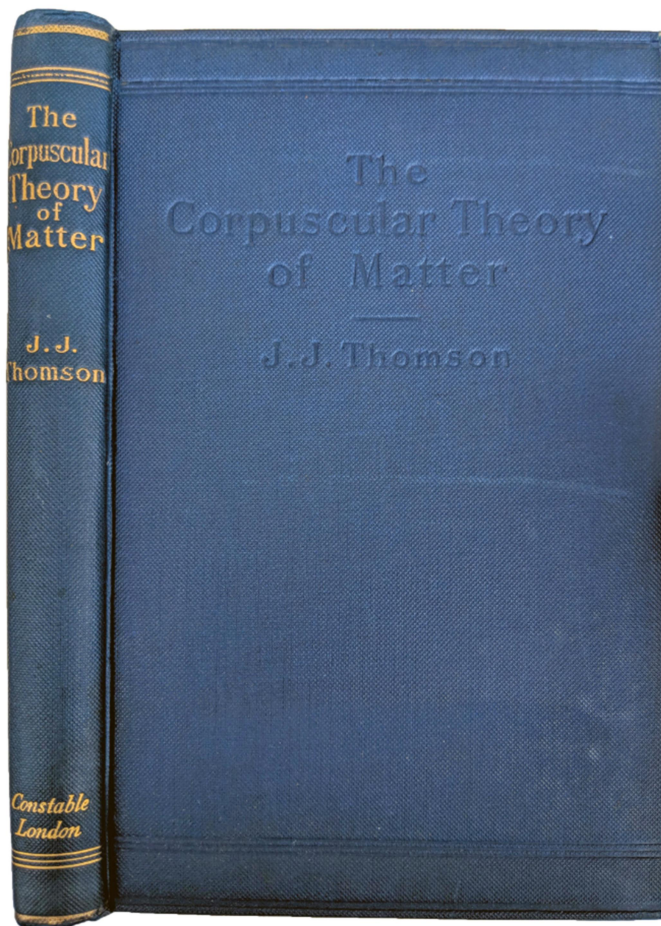 The
Corpuscular
Theory
of
Matter
J.J.
Thomson
Constable
London
The
Corpuscular Theory
of Matter
J.J. Thomson